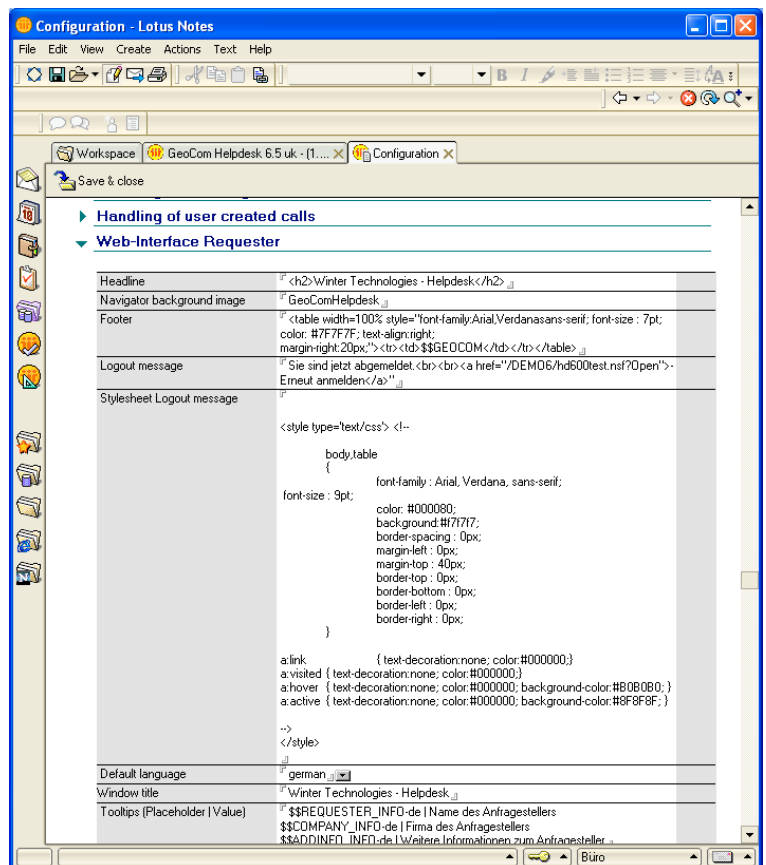 Configuration - Lotus Notes
File Edit View Create Actions Text Help
B I
Workspace GeoCom Helpdesk 6.5 uk - (1.... Configuration
Save & close
Handling of user created calls
Web-Interface Requester
Headline <h2>Winter Technologies - Helpdesk</h2>
Navigator background image GeoComHelpdesk
Footer <table width=100% style="font-family:Arial,Verdanasans-serif; font-size : 7pt;
color: #7F7F7F; text-align:right;
margin-right:20px;"><tr><td>$$GEOCOM</td></tr></table>
Logout message Sie sind jetzt abgemeldet.<br><br><a href="/DEMO6/hd600test.nsf?Open">-
Erneut anmelden</a>"
Stylesheet Logout message
<style type='text/css'> <!--
body,table
{
font-family : Arial, Verdana, sans-serif;
font-size : 9pt;
color: #000080;
background:#f7f7f7;
border-spacing : 0px;
margin-left : 0px;
margin-top : 40px;
border-top : 0px;
border-bottom : 0px;
border-left : 0px;
border-right : 0px;
}
a:link { text-decoration:none; color:#000000;}
a:visited { text-decoration:none; color:#000000;}
a:hover { text-decoration:none; color:#000000; background-color:#B0B0B0; }
a:active { text-decoration:none; color:#000000; background-color:#8F8F8F; }
-->
</style>
Default language german
Window title Winter Technologies - Helpdesk
Tooltips (Placeholder | Value) $$REQUESTER_INFO-de | Name des Anfragestellers
$$COMPANY_INFO-de | Firma des Anfragestellers
$$ADDINFO_INFO-de | Weitere Informationen zum Anfragesteller
Büro